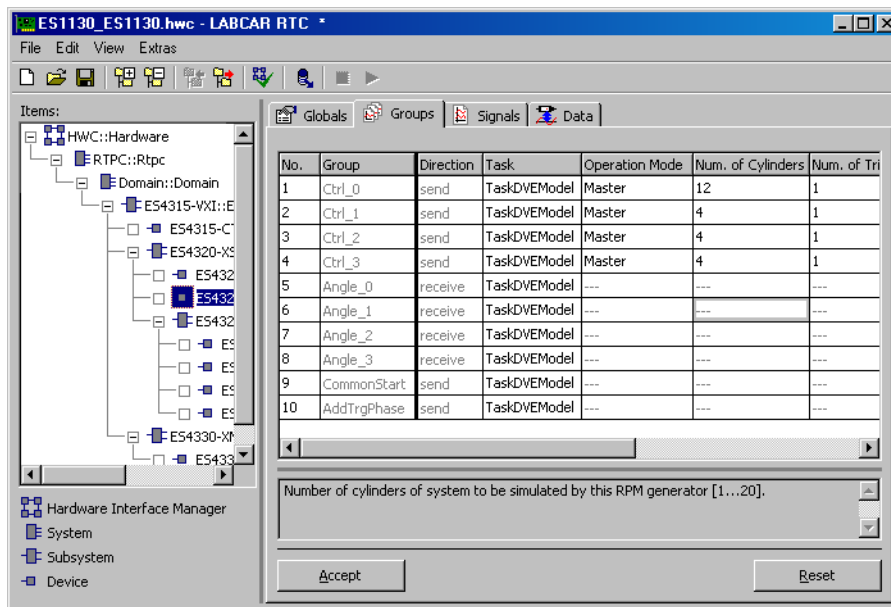 ES1130_ES1130.hwc - LABCAR RTC *
File Edit View Extras
Items:
HWC::Hardware
RTPC::Rtpc
Domain::Domain
ES4315-VXI::E
ES4315-C
ES4320-XS
ES432
ES432
ES432
ES
ES
ES
ES
ES4330-XM
ES433
Hardware Interface Manager
System
Subsystem
Device
Globals Groups Signals Data
No. Group Direction Task Operation Mode Num. of Cylinders Num. of Tri
1 Ctrl_0 send TaskDVEModel Master 12 1
2 Ctrl_1 send TaskDVEModel Master 4 1
3 Ctrl_2 send TaskDVEModel Master 4 1
4 Ctrl_3 send TaskDVEModel Master 4 1
5 Angle_0 receive TaskDVEModel --- --- ---
6 Angle_1 receive TaskDVEModel --- --- ---
7 Angle_2 receive TaskDVEModel --- --- ---
8 Angle_3 receive TaskDVEModel --- --- ---
9 CommonStart send TaskDVEModel --- --- ---
10 AddTrgPhase send TaskDVEModel --- --- ---
Number of cylinders of system to be simulated by this RPM generator [1...20].
Accept Reset